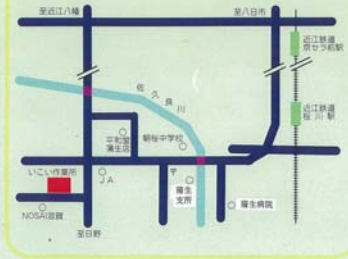 至近江八幡
至八日市
近江鉄道
京セラ前駅
佐久良川
近江鉄道
桜川駅
平和堂
蒲生店
朝桜中学校
いこい作業所
JA
〒
蒲生
支所
蒲生病院
NOSAI滋賀
至日野